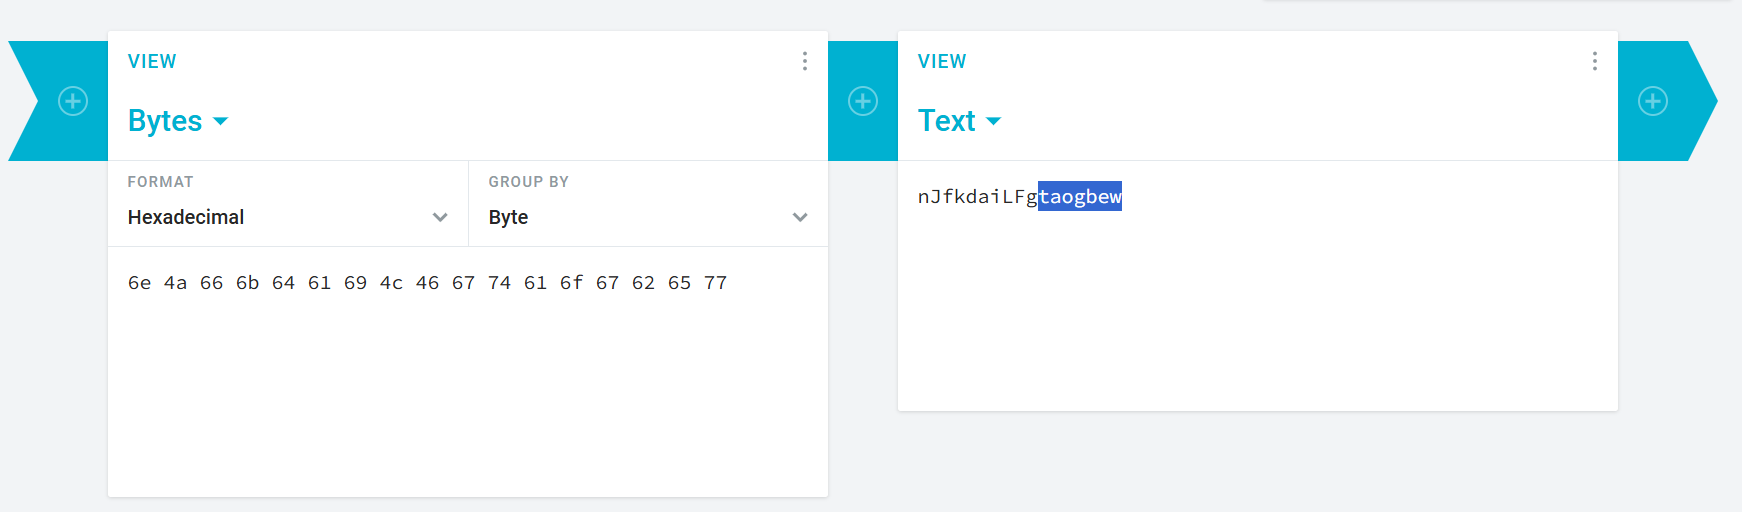 VIEW
Bytes
FORMAT
Hexadecimal
GROUP BY
Byte
6e 4a 66 6b 64 61 69 4c 46 67 74 61 6f 67 62 65 77
VIEW
Text
nJfkdaiLFgtaogbew